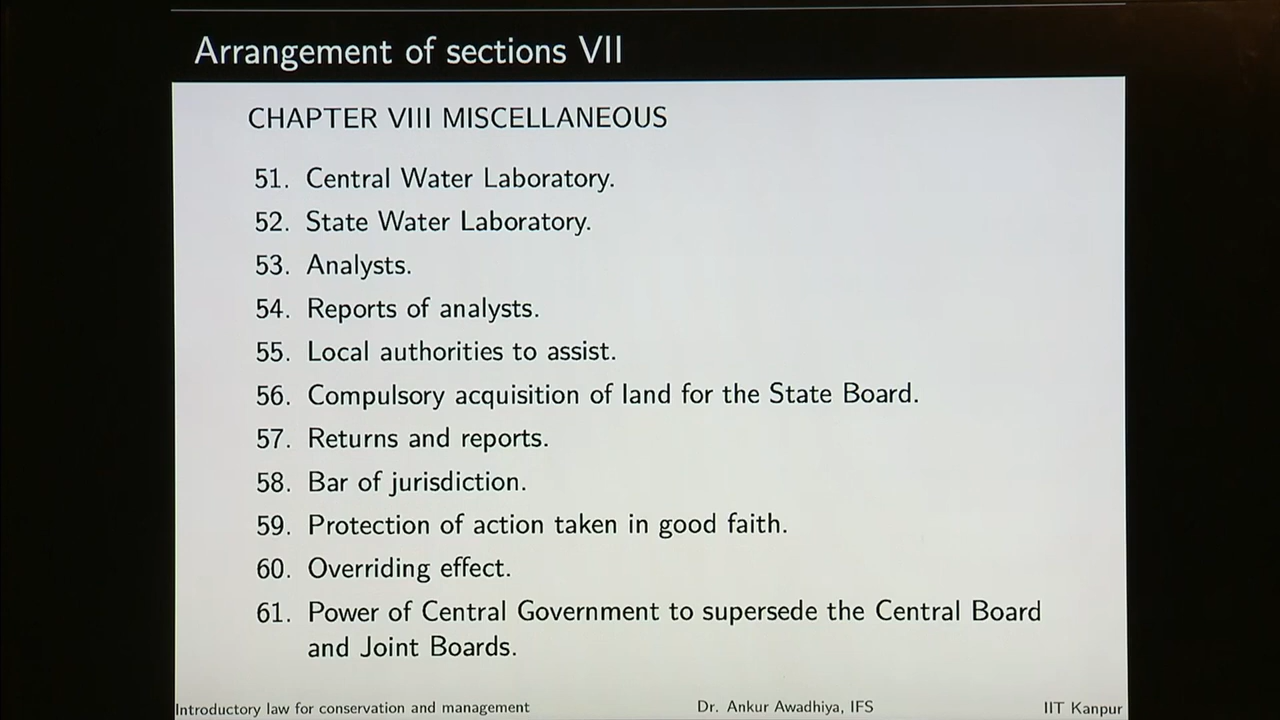 Arrangement of sections VII
CHAPTER VIII MISCELLANEOUS
51. Central Water Laboratory.
52. State Water Laboratory.
53. Analysts.
54. Reports of analysts.
55. Local authorities to assist.
56. Compulsory acquisition of land for the State Board.
57. Returns and reports.
58. Bar of jurisdiction.
59. Protection of action taken in good faith.
60. Overriding effect.
61. Power of Central Government to supersede the Central Board
and Joint Boards.
Introductory law for conservation and management Dr. Ankur Awadhiya, IFS IIT Kanpur